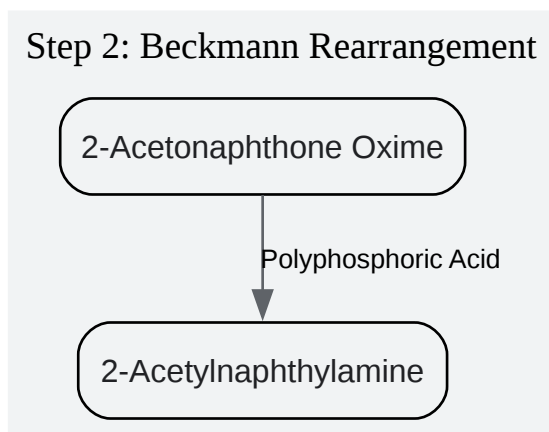 Step 2: Beckmann Rearrangement
2-Acetonaphthone Oxime
Polyphosphoric Acid
2-Acetylnaphthylamine